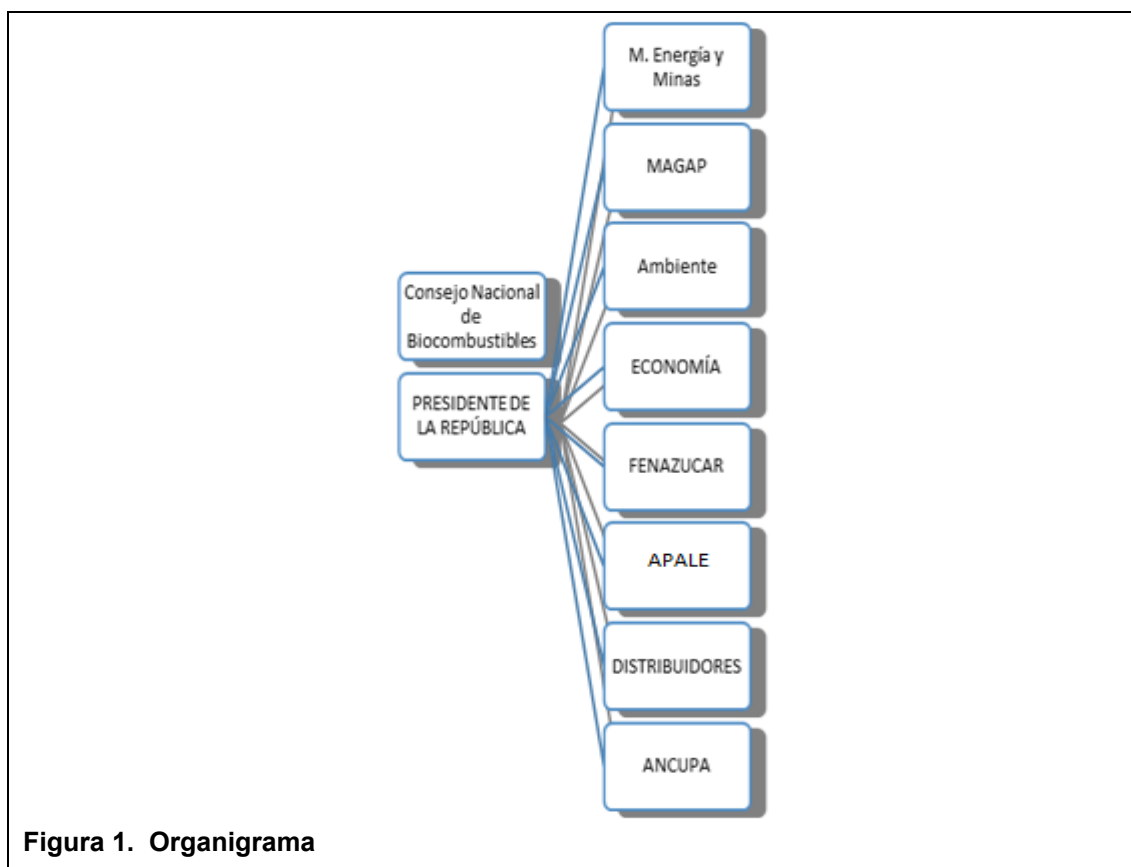 Consejo Nacional
de
Biocombustibles
PRESIDENTE DE
LA REPÚBLICA
M. Energía y
Minas
MAGAP
Ambiente
ECONOMÍA
FENAZUCAR
APALE
DISTRIBUIDORES
ANCUPA
Figura 1. Organigrama